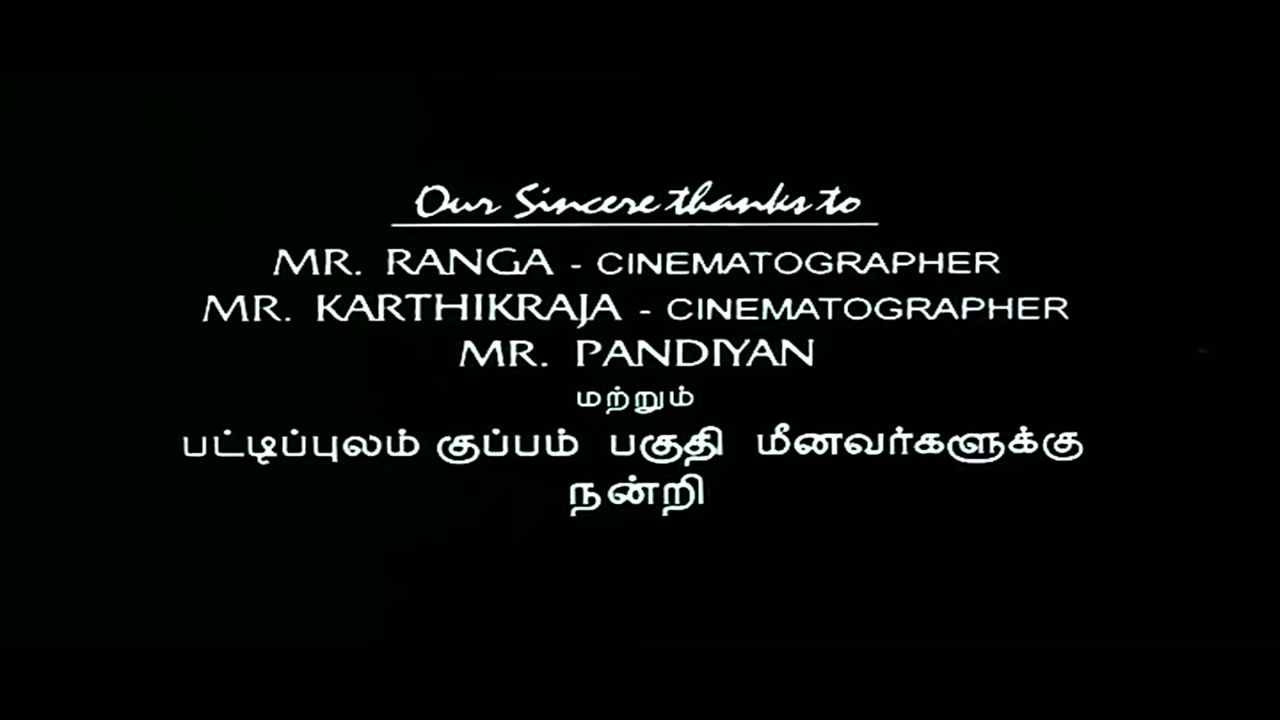 Our Sincere thanks to
MR. RANGA - CINEMATOGRAPHER
MR. KARTHIKRAJA - CINEMATOGRAPHER
MR. PANDIYAN
மற்றும்
பட்டிப்புலம் குப்பம் பகுதி மீனவர்களுக்கு
நன்றி